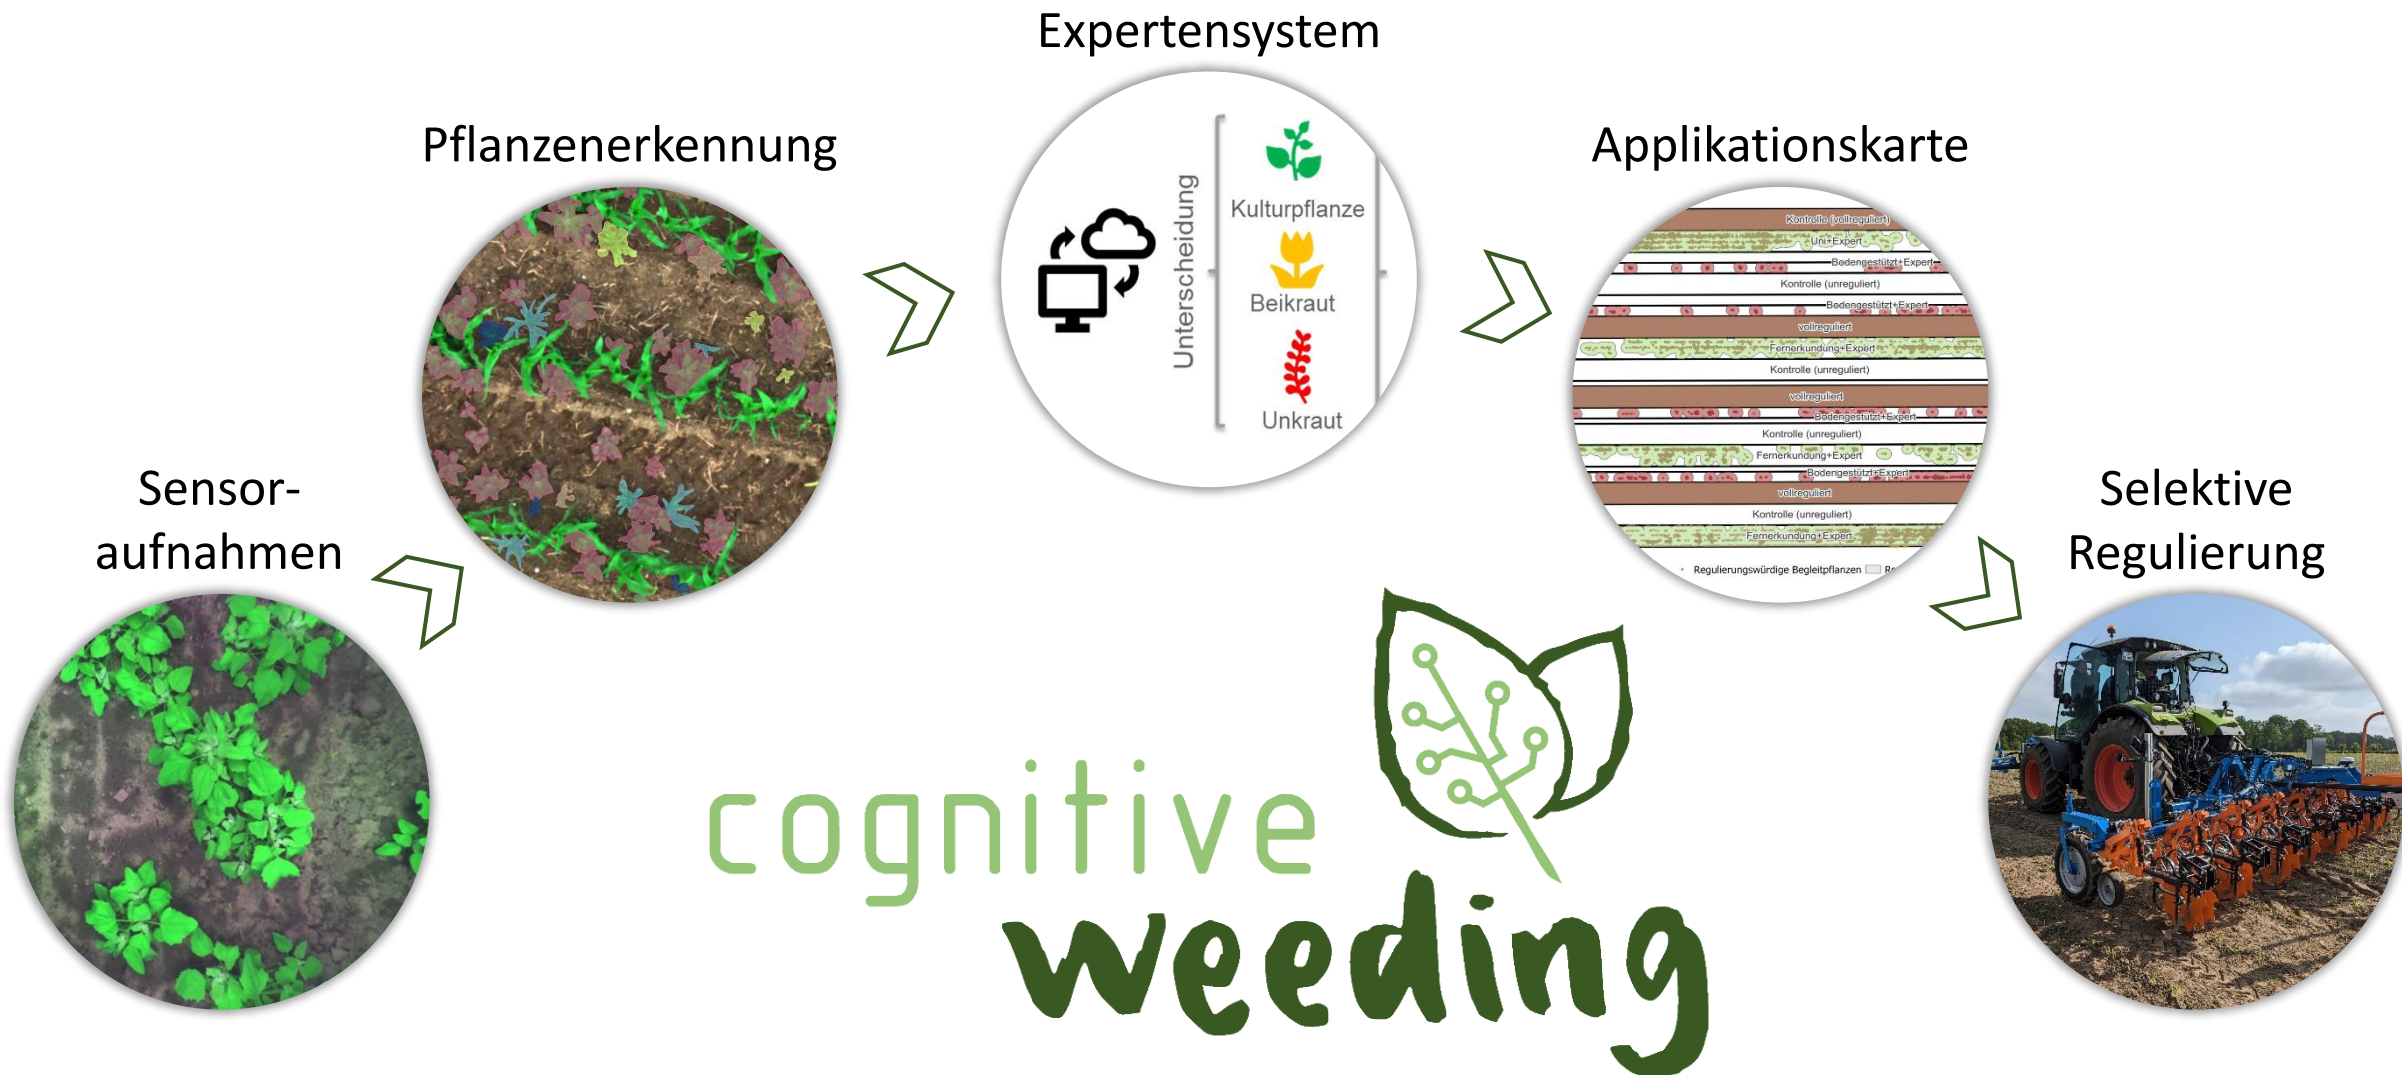 Sensor-
aufnahmen
Pflanzenerkennung
Expertensystem
Unterscheidung
Kulturpflanze
Beikraut
Unkraut
Applikationskarte
Kontrolle (vollreguliert)
Uni+Expert
Bodengestützt+Expert
Kontrolle (unreguliert)
Bodengestützt+Expert
vollreguliert
Fernerkundung+Expert
Kontrolle (unreguliert)
vollreguliert
Bodengestützt+Expert
Kontrolle (unreguliert)
Fernerkundung+Expert
Bodengestützt+Expert
vollreguliert
Kontrolle (unreguliert)
Fernerkundung+Expert
Regulierungswürdige Begleitpflanzen
Selektive
Regulierung
cognitive
weeding